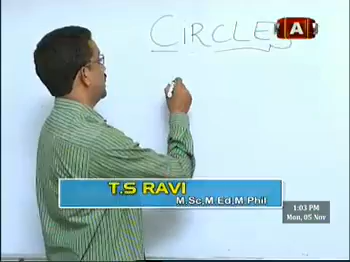 CIRCLES
A
T.S RAVI
M.Sc,M.Ed,M.Phil
1:03 PM
Mon, 05 Nov